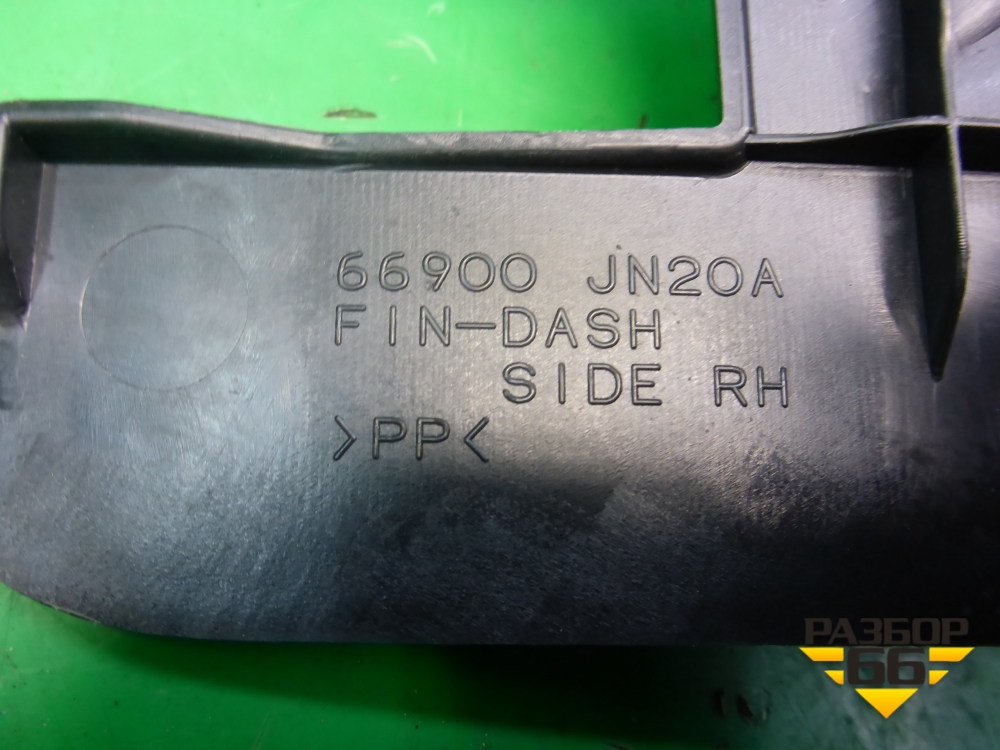 66900 JN20A
FIN-DASH
SIDE RH
>PP<
РАЗБОР
66